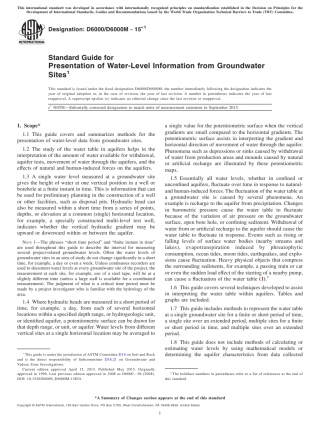 This international standard was developed in accordance with internationally recognized principles on standardization established in the Decision on Principles for the
Development of International Standards, Guides and Recommendations issued by the World Trade Organization Technical Barriers to Trade (TBT) Committee.
Designation: D6000/D6000M − 15ε1
Standard Guide for
Presentation of Water-Level Information from Groundwater
Sites1
This standard is issued under the fixed designation D6000/D6000M; the number immediately following the designation indicates the
year of original adoption or, in the case of revision, the year of last revision. A number in parentheses indicates the year of last
reapproval. A superscript epsilon (ε) indicates an editorial change since the last revision or reapproval.
ε1 NOTE—Editorially corrected designation to match units of measurement statement in September 2015.
1. Scope*
1.1 This guide covers and summarizes methods for the
presentation of water-level data from groundwater sites.
1.2 The study of the water table in aquifers helps in the
interpretation of the amount of water available for withdrawal,
aquifer tests, movement of water through the aquifers, and the
effects of natural and human-induced forces on the aquifers.
1.3 A single water level measured at a groundwater site
gives the height of water at one vertical position in a well or
borehole at a finite instant in time. This is information that can
be used for preliminary planning in the construction of a well
or other facilities, such as disposal pits. Hydraulic head can
also be measured within a short time from a series of points,
depths, or elevation at a common (single) horizontal location,
for example, a specially constructed multi-level test well,
indicates whether the vertical hydraulic gradient may be
upward or downward within or between the aquifer.
NOTE 1—The phrases "short time period" and "finite instant in time"
are used throughout this guide to describe the interval for measuring
several project-related groundwater levels. Often the water levels of
groundwater sites in an area of study do not change significantly in a short
time, for example, a day or even a week. Unless continuous recorders are
used to document water levels at every groundwater site of the project, the
measurement at each site, for example, use of a steel tape, will be at a
slightly different time (unless a large staff is available for a coordinated
measurement). The judgment of what is a critical time period must be
made by a project investigator who is familiar with the hydrology of the
area.
1.4 Where hydraulic heads are measured in a short period of
time, for example, a day, from each of several horizontal
locations within a specified depth range, or hydrogeologic unit,
or identified aquifer, a potentiometric surface can be drawn for
that depth range, or unit, or aquifer. Water levels from different
vertical sites at a single horizontal location may be averaged to
a single value for the potentiometric surface when the vertical
gradients are small compared to the horizontal gradients. The
potentiometric surface assists in interpreting the gradient and
horizontal direction of movement of water through the aquifer.
Phenomena such as depressions or sinks caused by withdrawal
of water from production areas and mounds caused by natural
or artificial recharge are illustrated by these potentiometric
maps.
1.5 Essentially all water levels, whether in confined or
unconfined aquifers, fluctuate over time in response to natural-
and human-induced forces. The fluctuation of the water table at
a groundwater site is caused by several phenomena. An
example is recharge to the aquifer from precipitation. Changes
in barometric pressure cause the water table to fluctuate
because of the variation of air pressure on the groundwater
surface, open bore hole, or confining sediment. Withdrawal of
water from or artificial recharge to the aquifer should cause the
water table to fluctuate in response. Events such as rising or
falling levels of surface water bodies (nearby streams and
lakes), evapotranspiration induced by phreatophytic
consumption, ocean tides, moon tides, earthquakes, and explo-
sions cause fluctuation. Heavy physical objects that compress
the surrounding sediments, for example, a passing train or car
or even the sudden load effect of the starting of a nearby pump,
can cause a fluctuation of the water table (1).2
1.6 This guide covers several techniques developed to assist
in interpreting the water table within aquifers. Tables and
graphs are included.
1.7 This guide includes methods to represent the water table
at a single groundwater site for a finite or short period of time,
a single site over an extended period, multiple sites for a finite
or short period in time, and multiple sites over an extended
period.
1.8 This guide does not include methods of calculating or
estimating water levels by using mathematical models or
determining the aquifer characteristics from data collected
1 This guide is under the jurisdiction of ASTM Committee D18 on Soil and Rock
and is the direct responsibility of Subcommittee D18.21 on Groundwater and
Vadose Zone Investigations.
Current edition approved April 15, 2015. Published May 2015. Originally
approved in 1996. Last previous edition approved in 2008 as D6000 – 96 (2008).
DOI: 10.1520/D6000_D6000M-15E01.
2 The boldface numbers in parentheses refer to a list of references at the end of
this standard.
*A Summary of Changes section appears at the end of this standard
Copyright © ASTM International, 100 Barr Harbor Drive, PO Box C700, West Conshohocken, PA 19428-2959. United States
1